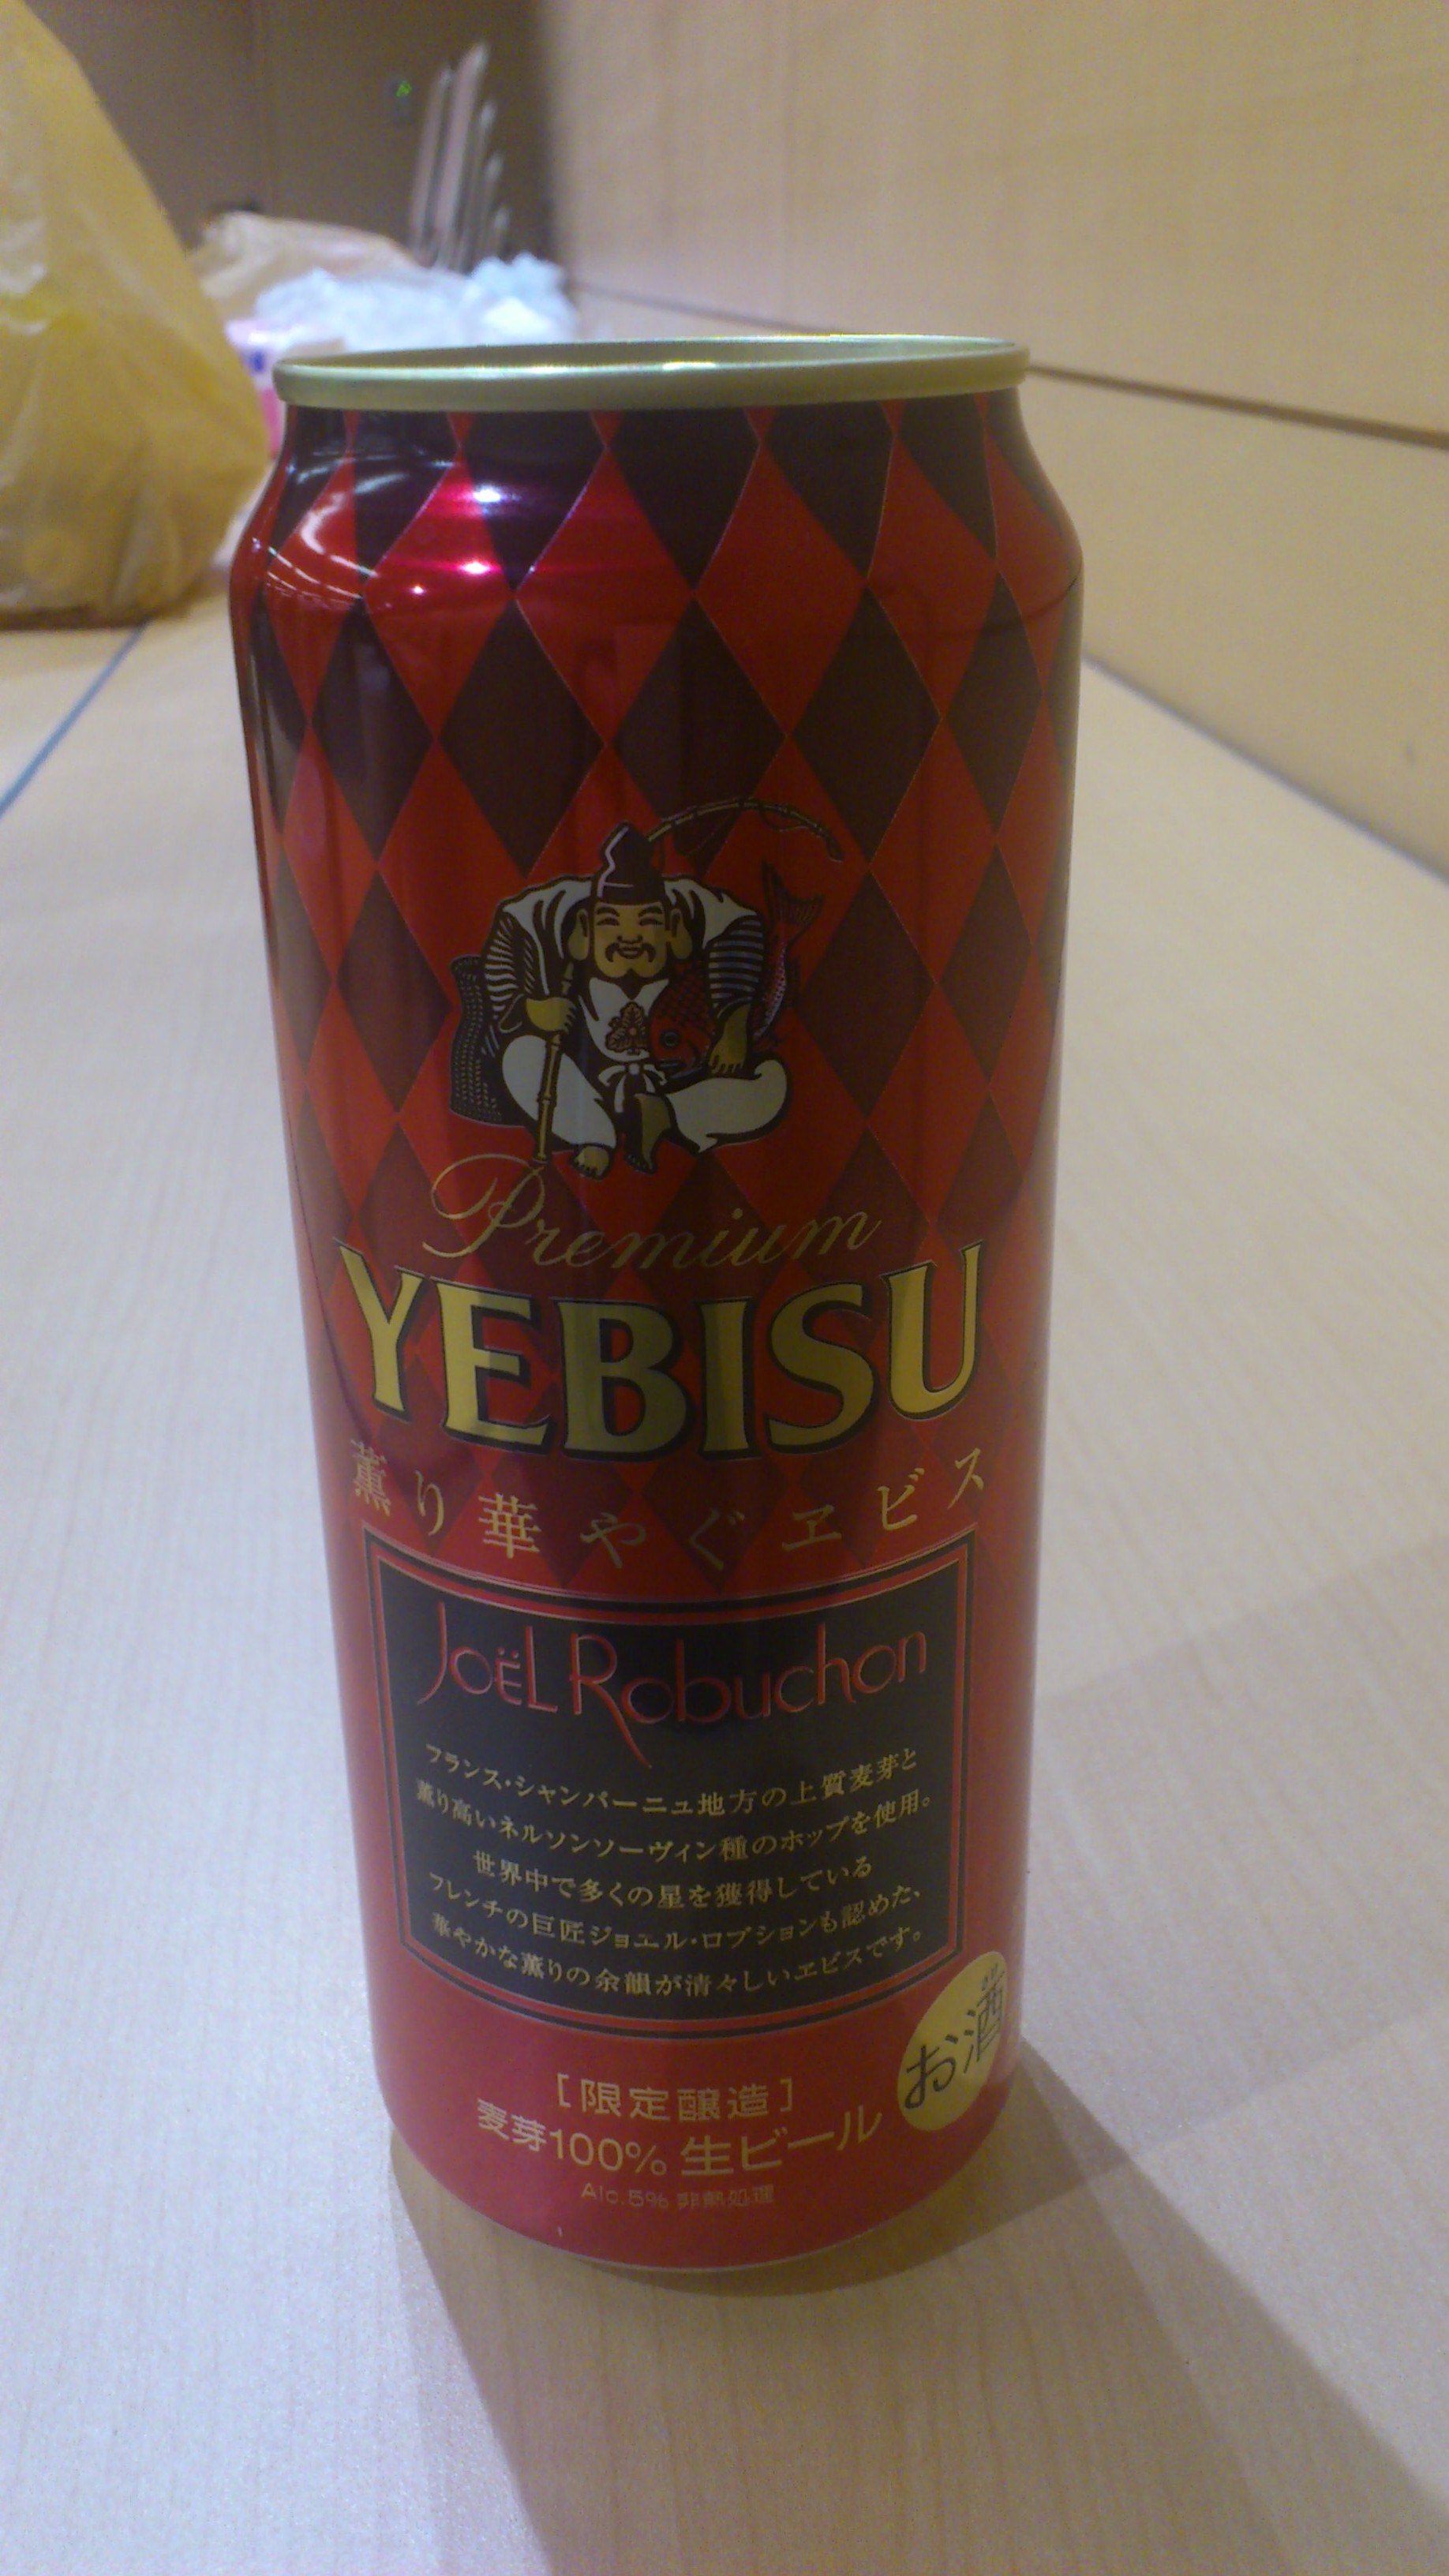 Premium
YEBISU
薫り華やぐヱビス
JOËL Robuchon
フランス・シャンパーニュ地方の上質麦芽と
薫り高いネルソンソーヴィン種のホップを使用。
世界中で多くの星を獲得している
フレンチの巨匠ジョエル・ロブションも認めた、
華やかな薫りの余韻が清々しいヱビスです。
お酒
[限定醸造]
麦芽100% 生ビール
Alc.5% 非熱処理